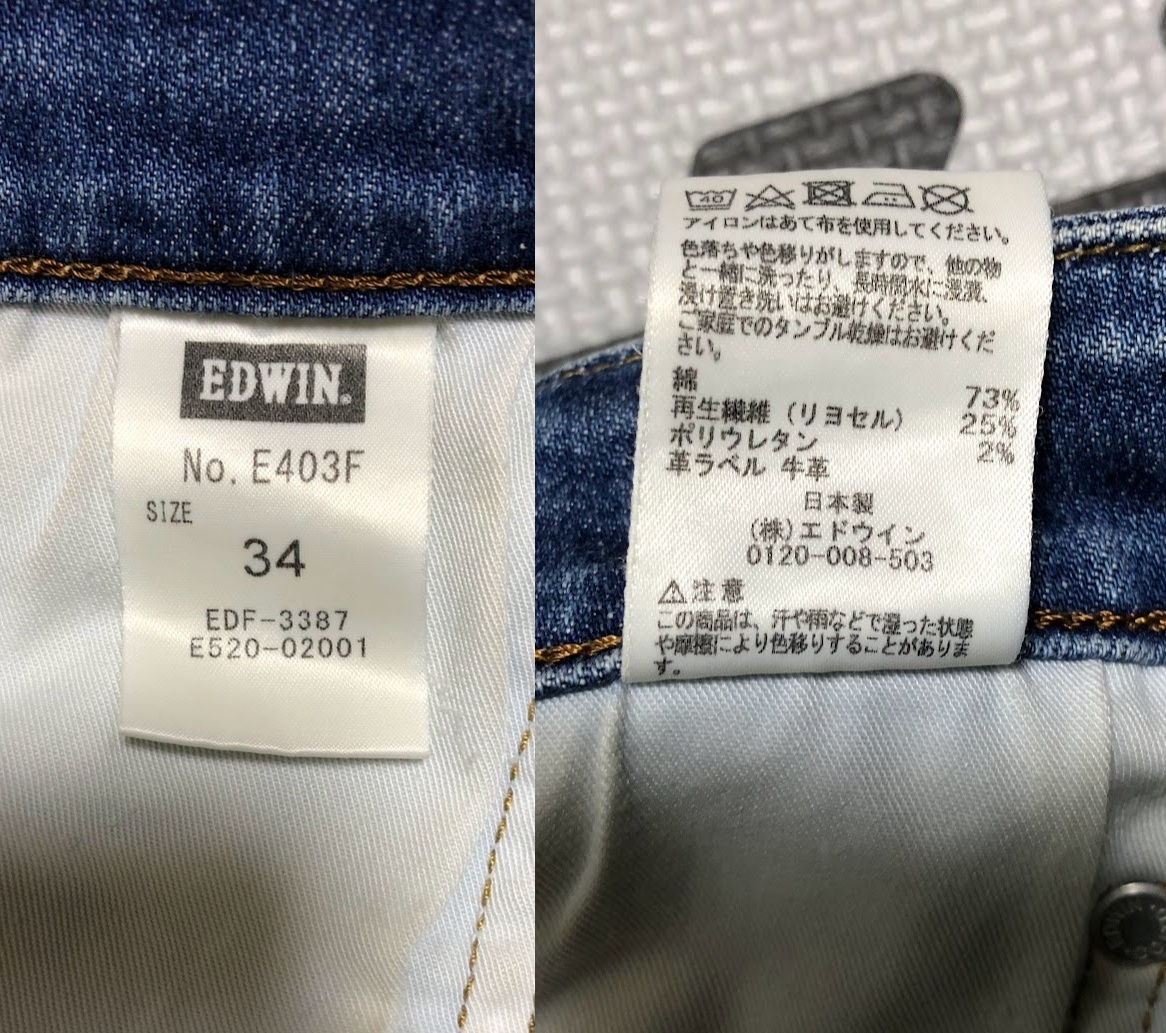 EDWIN.
No. E403F
SIZE
34
EDF-3387
E520-02001
40
アイロンはあて布を使用してください。
色落ちや色移りがしますので、他の物
と一緒に洗ったり、長時間水に浸漬、
浸け置き洗いはお避けください。
ご家庭でのタンブル乾燥はお避けくだ
さい。
綿 73%
再生繊維 (リヨセル) 25%
ポリウレタン 2%
革ラベル 牛革
日本製
(株)エドウイン
0120-008-503
⚠注意
この商品は、汗や雨などで湿った状態
や摩擦により色移りすることがありま
す。